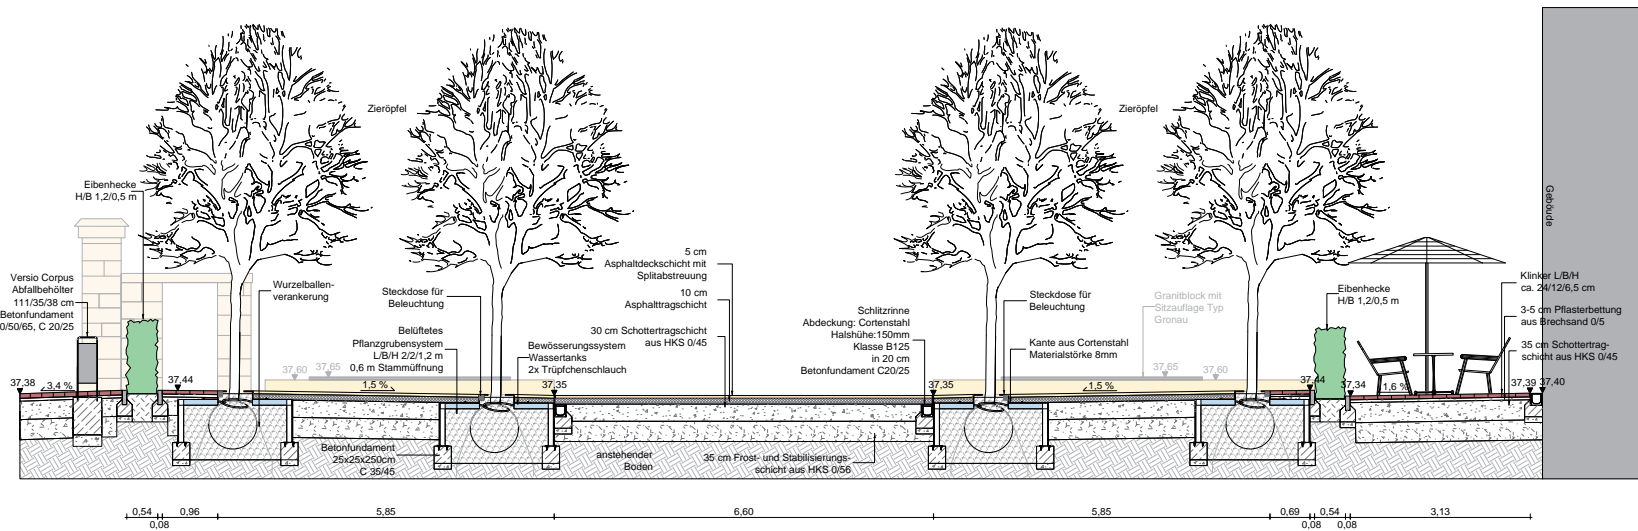 Zieröpfel
Zieröpfel
Eibenhecke
H/B 1,2/0,5 m
Gebäude
Versio Corpus
Abfallbehölter
111/35/38 cm
Betonfundament
0/50/65, C 20/25
Wurzelballen-
verankerung
Steckdose für
Beleuchtung
Belüftetes
Pflanzgrubensystem
L/B/H 2/2/1,2 m
0,6 m Stammüffnung
Bewösserungssystem
Wassertanks
2x Trüpfchenschlauch
5 cm
Asphaltdeckschicht mit
Splitabstreuung
10 cm
Asphalttragschicht
30 cm Schottertragschicht
aus HKS 0/45
Schlitzrinne
Abdeckung: Cortenstahl
Halshühe:150mm
Klasse B125
in 20 cm
Betonfundament C20/25
Steckdose für
Beleuchtung
Kante aus Cortenstahl
Materialstörke 8mm
Granitblock mit
Sitzauflage Typ
Gronau
Eibenhecke
H/B 1,2/0,5 m
Klinker L/B/H
ca. 24/12/6,5 cm
3-5 cm Pflasterbettung
aus Brechsand 0/5
35 cm Schottertrag-
schicht aus HKS 0/45
37,38
3,4 %
37,44
37,60
37,65
1,5 %
37,35
37,35
1,5 %
37,65
37,60
37,44
37,34
1,6 %
37,39
37,40
Betonfundament
25x25x250cm
C 35/45
anstehender
Boden
35 cm Frost- und Stabilisierungs-
schicht aus HKS 0/56
0,54
0,08
0,96
5,85
6,60
5,85
0,69
0,08
0,54
0,08
3,13